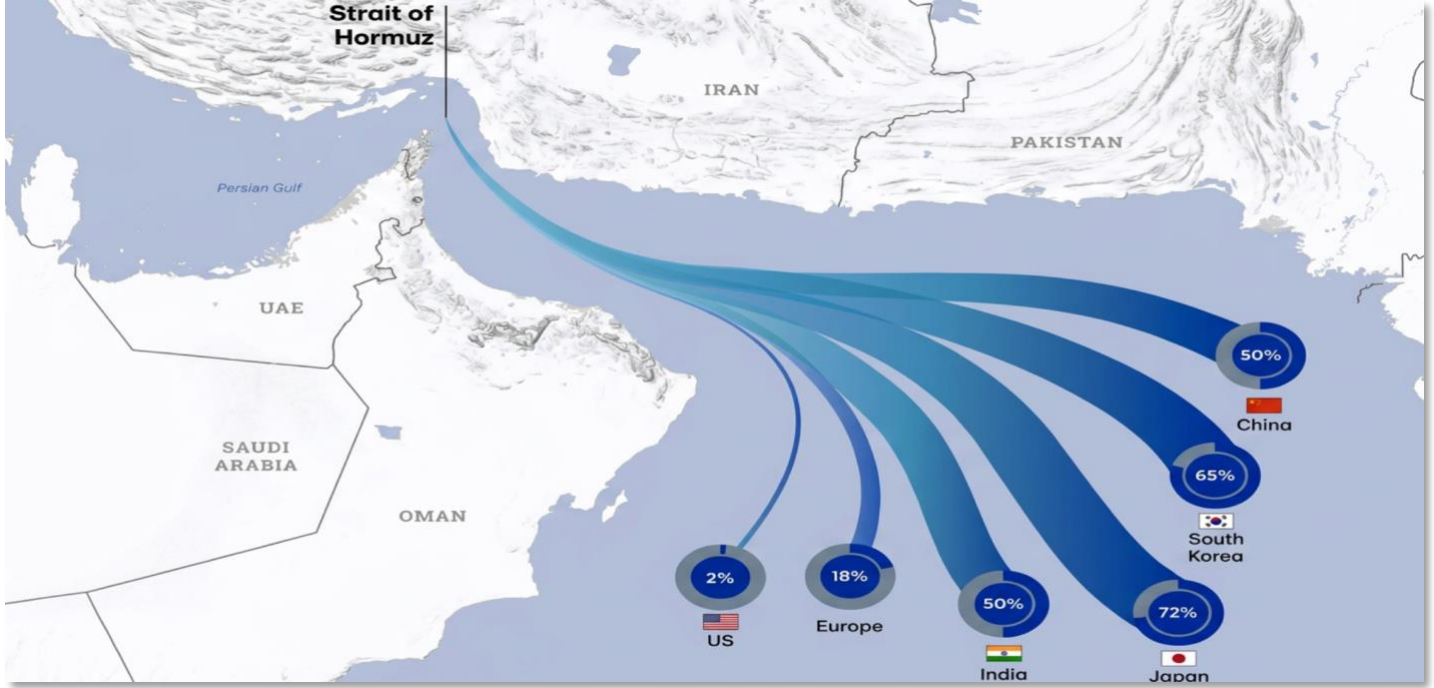 Strait of
Hormuz
IRAN
PAKISTAN
Persian Gulf
UAE
SAUDI
ARABIA
OMAN
50%
China
65%
South
Korea
2%
US
18%
Europe
50%
India
72%
Japan